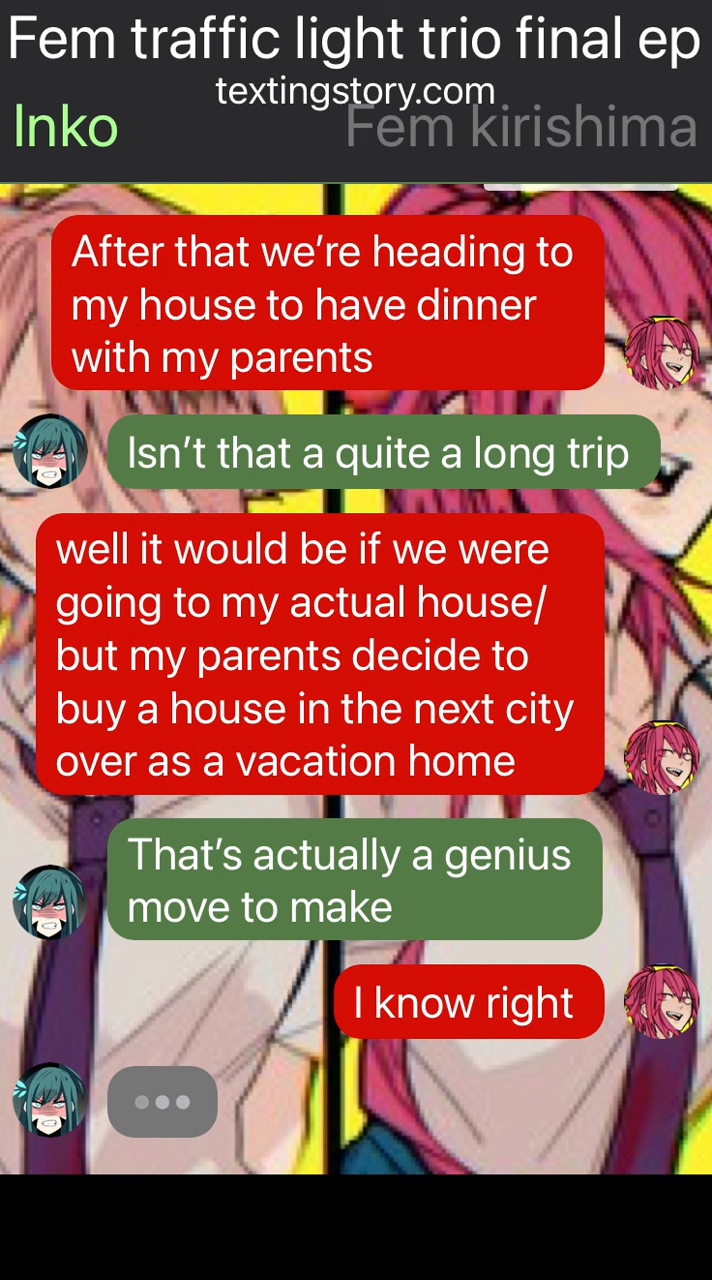 Fem traffic light trio final ep
textingstory.com
Inko
Fem kirishima
After that we’re heading to
my house to have dinner
with my parents
Isn’t that a quite a long trip
well it would be if we were
going to my actual house/
but my parents decide to
buy a house in the next city
over as a vacation home
That’s actually a genius
move to make
I know right